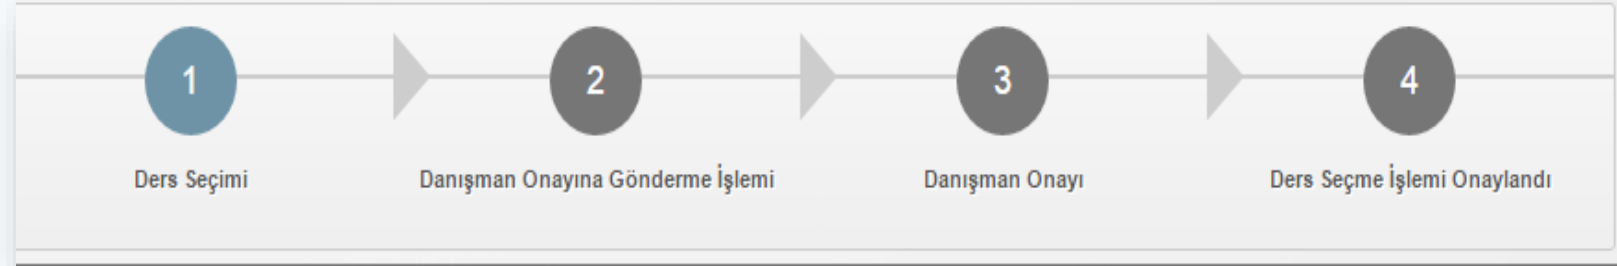 1
2
3
4
Ders Seçimi
Danışman Onayına Gönderme İşlemi
Danışman Onayı
Ders Seçme İşlemi Onaylandı